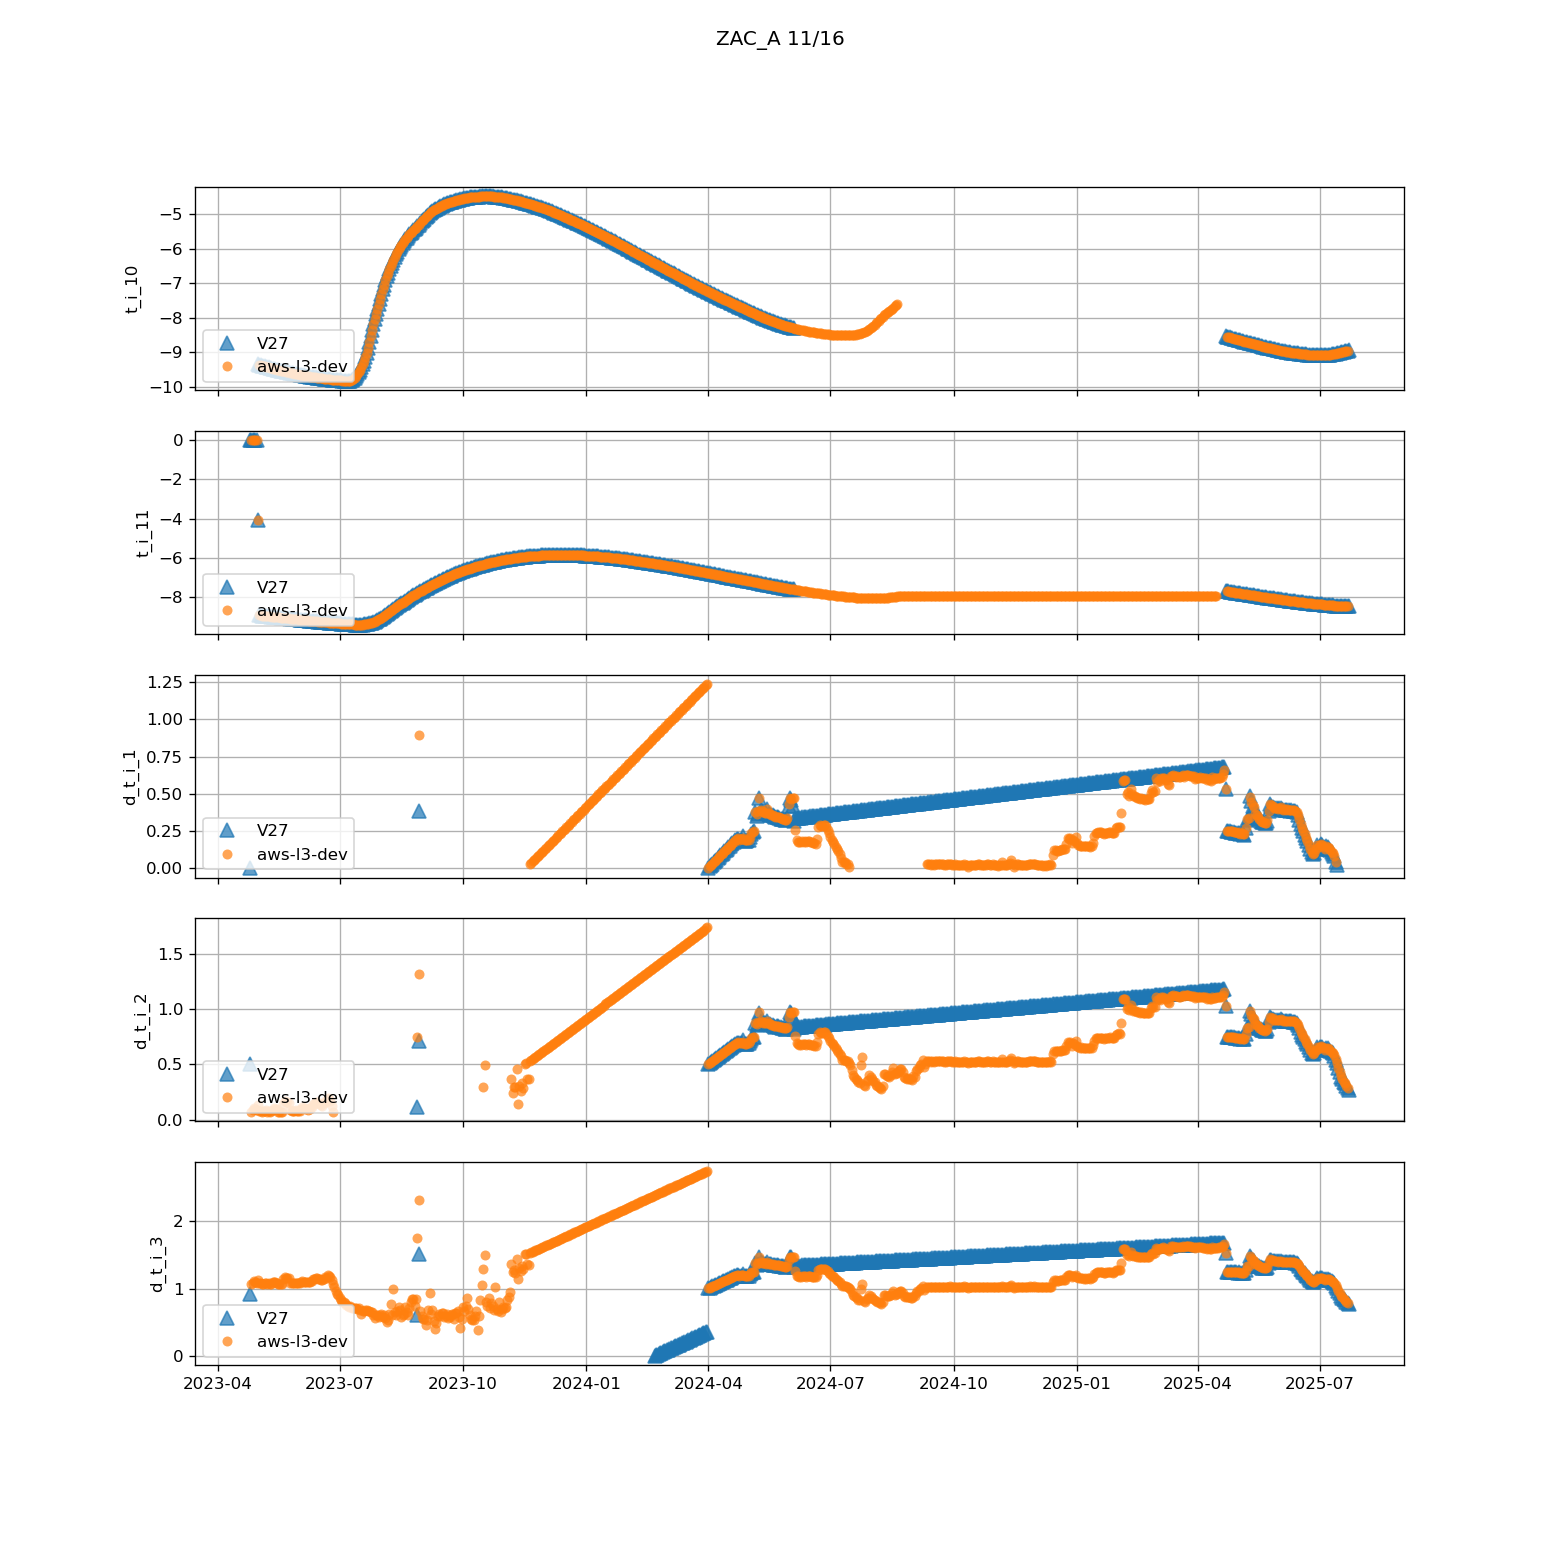 ZAC_A 11/16
t_i_10
−5
−6
−7
−8
−9
−10
V27
aws-l3-dev
t_i_11
0
−2
−4
−6
−8
V27
aws-l3-dev
d_t_i_1
1.25
1.00
0.75
0.50
0.25
0.00
V27
aws-l3-dev
d_t_i_2
1.5
1.0
0.5
0.0
V27
aws-l3-dev
d_t_i_3
2
1
0
V27
aws-l3-dev
2023-04 2023-07 2023-10 2024-01 2024-04 2024-07 2024-10 2025-01 2025-04 2025-07